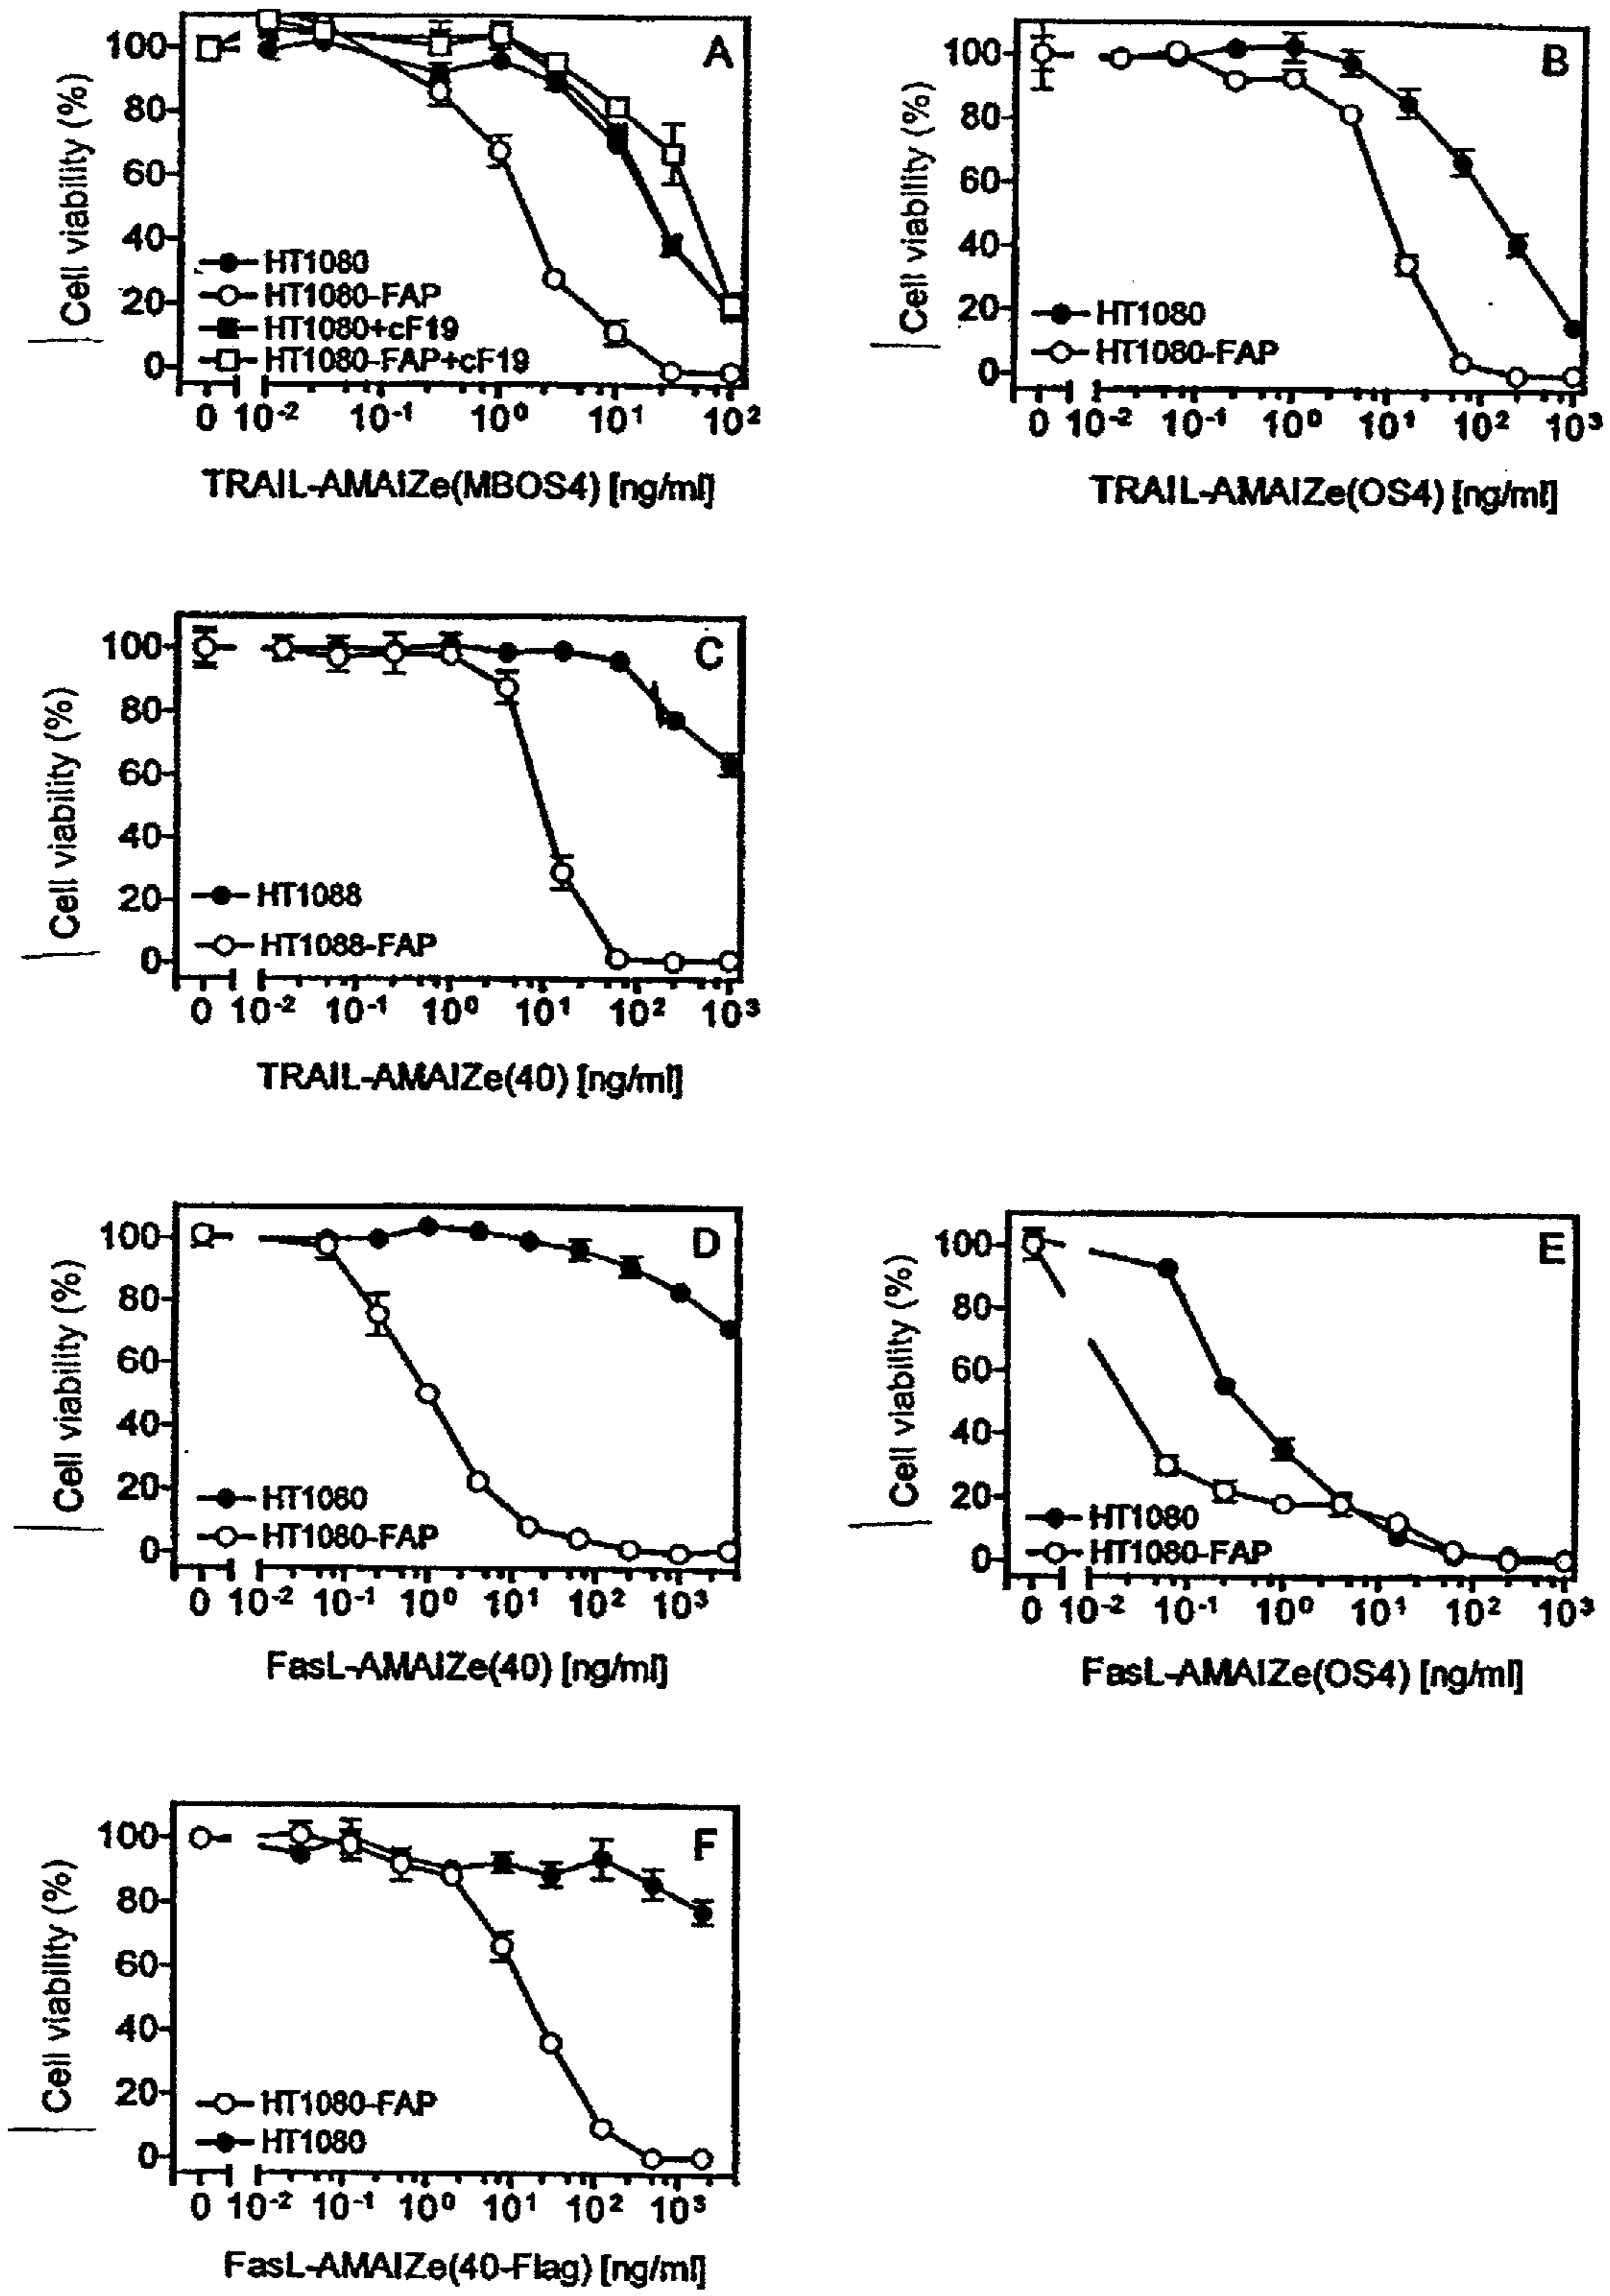 A
Cell viability (%)
100
80
60
40
20
0
HT1080
HT1080-FAP
HT1080+cF19
HT1080-FAP+cF19
0 10-2 10-1 100 101 102
TRAIL-AMAIZe(MBOS4) [ng/ml]
B
Cell viability (%)
100
80
60
40
20
0
HT1080
HT1080-FAP
0 10-2 10-1 100 101 102 103
TRAIL-AMAIZe(OS4) [ng/ml]
C
Cell viability (%)
100
80
60
40
20
0
HT1088
HT1088-FAP
0 10-2 10-1 100 101 102 103
TRAIL-AMAIZe(40) [ng/ml]
D
Cell viability (%)
100
80
60
40
20
0
HT1080
HT1080-FAP
0 10-2 10-1 100 101 102 103
FasL-AMAIZe(40) [ng/ml]
E
Cell viability (%)
100
80
60
40
20
0
HT1080
HT1080-FAP
0 10-2 10-1 100 101 102 103
FasL-AMAIZe(OS4) [ng/ml]
F
Cell viability (%)
100
80
60
40
20
0
HT1080-FAP
HT1080
0 10-2 10-1 100 101 102 103
FasL-AMAIZe(40-Flag) [ng/ml]